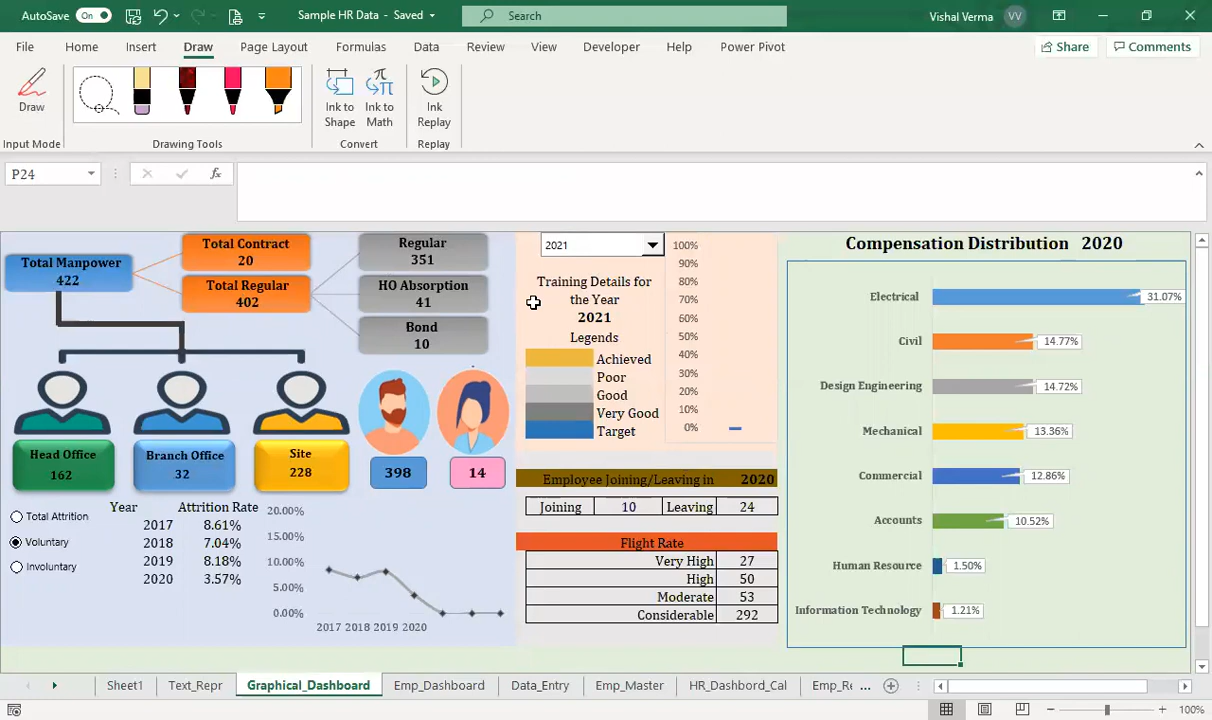 AutoSave On Sample HR Data - Saved Search Vishal Verma VV
File Home Insert Draw Page Layout Formulas Data Review View Developer Help Power Pivot Share Comments
Draw
Ink to Shape
Ink to Math
Ink Replay
Input Mode Drawing Tools Convert Replay
P24 fx
Total Manpower
422
Total Contract
20
Total Regular
402
Regular
351
HO Absorption
41
Bond
10
Head Office
162
Branch Office
32
Site
228
398
14
Total Attrition
Voluntary
Involuntary
Year Attrition Rate
2017 8.61%
2018 7.04%
2019 8.18%
2020 3.57%
20.00%
15.00%
10.00%
5.00%
0.00%
2017 2018 2019 2020
2021
Training Details for
the Year
2021
Legends
Achieved
Poor
Good
Very Good
Target
100%
90%
80%
70%
60%
50%
40%
30%
20%
10%
0%
Employee Joining/Leaving in 2020
Joining 10 Leaving 24
Flight Rate
Very High 27
High 50
Moderate 53
Considerable 292
Compensation Distribution 2020
Electrical 31.07%
Civil 14.77%
Design Engineering 14.72%
Mechanical 13.36%
Commercial 12.86%
Accounts 10.52%
Human Resource 1.50%
Information Technology 1.21%
Sheet1 Text_Repr Graphical_Dashboard Emp_Dashboard Data_Entry Emp_Master HR_Dashbord_Cal Emp_Re ...
100%